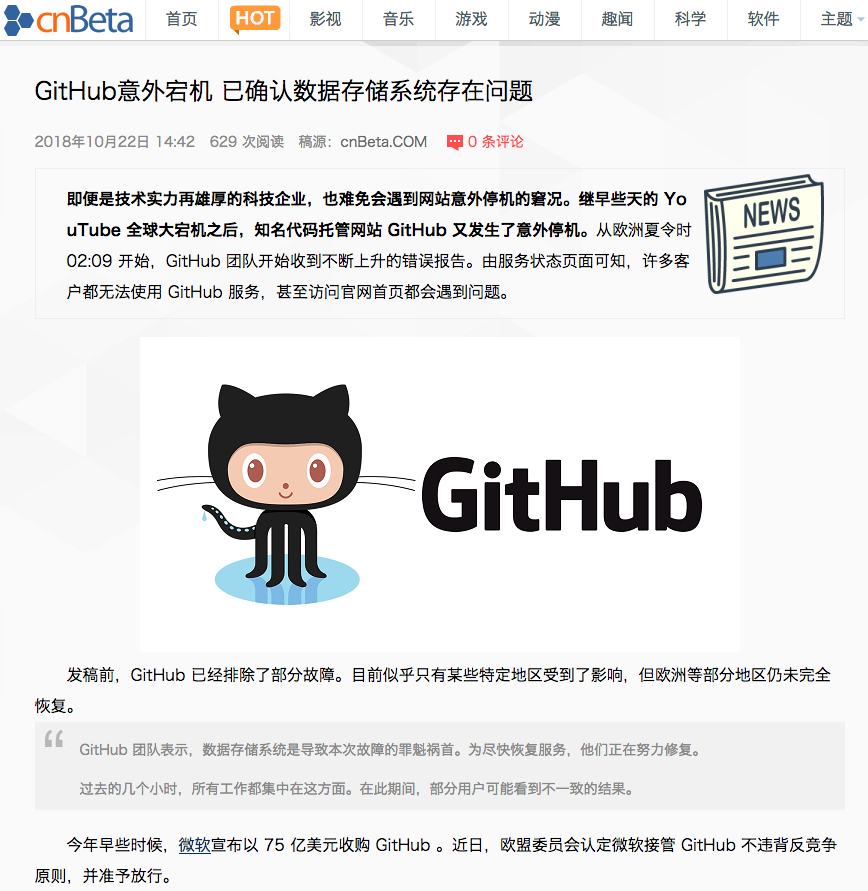 cnBeta 首页 HOT 影视 音乐 游戏 动漫 趣闻 科学 软件 主题
GitHub意外宕机 已确认数据存储系统存在问题
2018年10月22日 14:42 629 次阅读 稿源：cnBeta.COM 0 条评论
即便是技术实力再雄厚的科技企业，也难免会遇到网站意外停机的窘况。继早些天的 Yo
uTube 全球大宕机之后，知名代码托管网站 GitHub 又发生了意外停机。从欧洲夏令时
02:09 开始，GitHub 团队开始收到不断上升的错误报告。由服务状态页面可知，许多客
户都无法使用 GitHub 服务，甚至访问官网首页都会遇到问题。
NEWS
GitHub
发稿前，GitHub 已经排除了部分故障。目前似乎只有某些特定地区受到了影响，但欧洲等部分地区仍未完全
恢复。
GitHub 团队表示，数据存储系统是导致本次故障的罪魁祸首。为尽快恢复服务，他们正在努力修复。
过去的几个小时，所有工作都集中在这方面。在此期间，部分用户可能看到不一致的结果。
今年早些时候，微软宣布以 75 亿美元收购 GitHub 。近日，欧盟委员会认定微软接管 GitHub 不违背反竞争
原则，并准予放行。